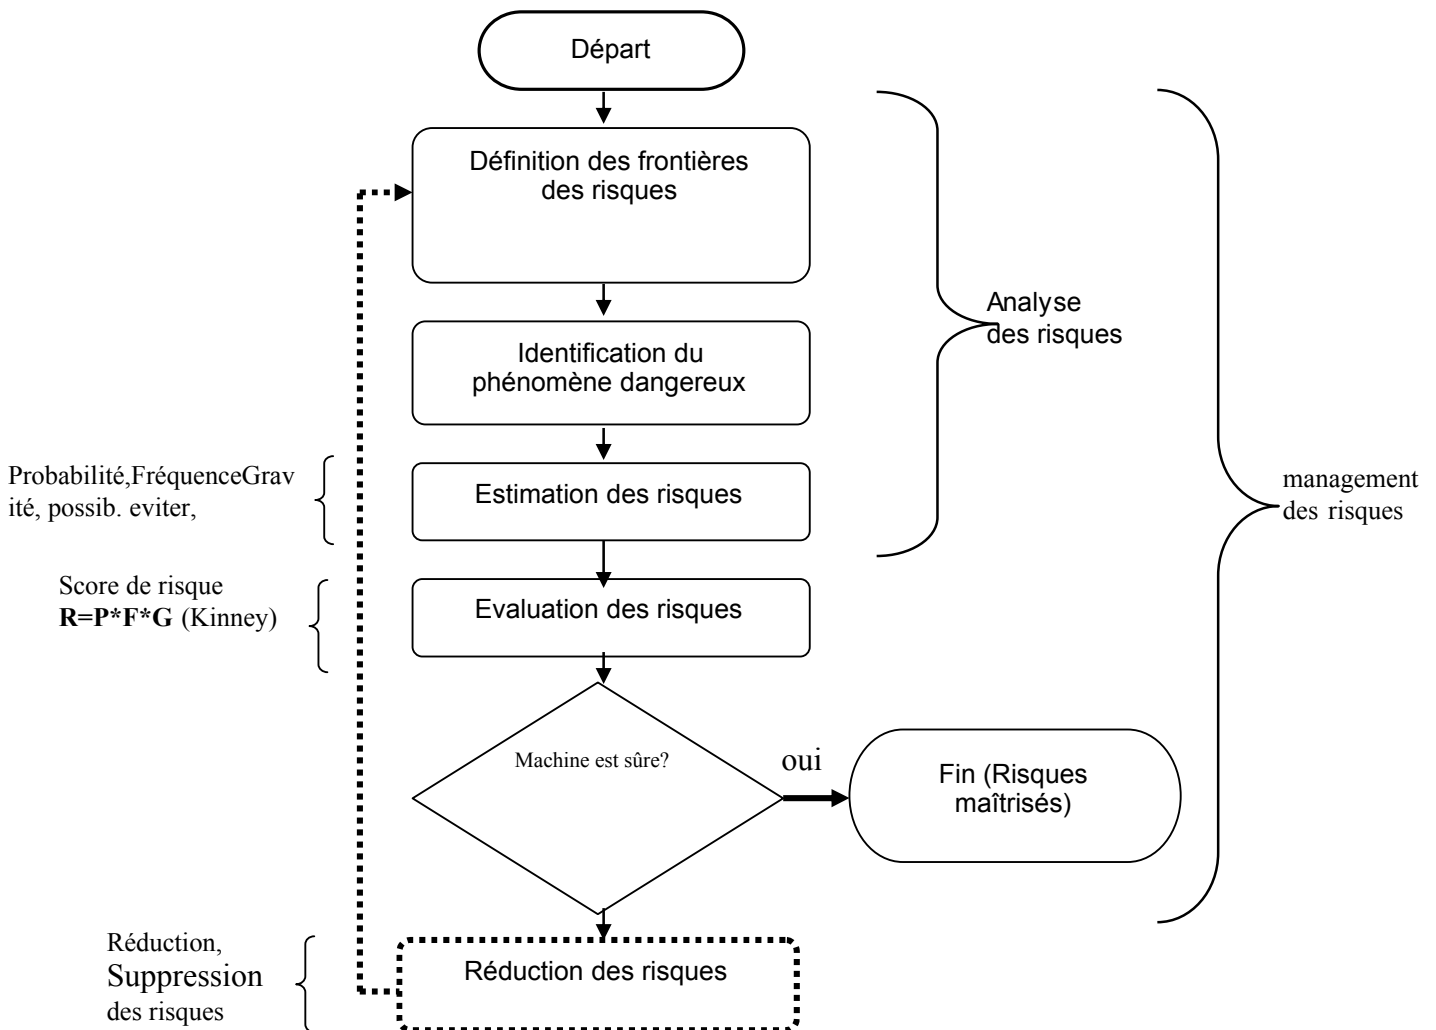 Départ
Définition des frontières
des risques
Analyse
des risques
Identification du
phénomène dangereux
Probabilité,FréquenceGrav
ité, possib. eviter,
Estimation des risques
management
des risques
Score de risque
R=P*F*G (Kinney)
Evaluation des risques
Machine est sûre?
oui
Fin (Risques
maîtrisés)
Réduction,
Suppression
des risques
Réduction des risques